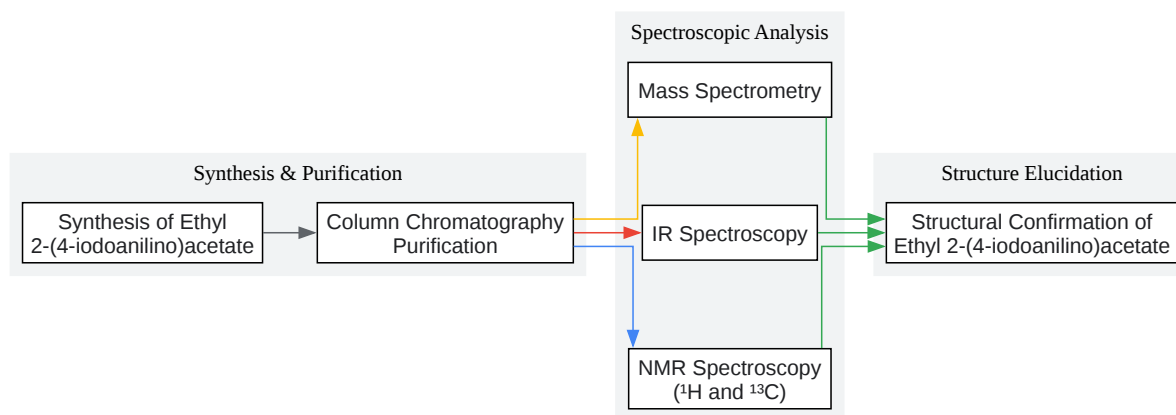 Synthesis & Purification
Synthesis of Ethyl
2-(4-iodoanilino)acetate
Column Chromatography
Purification
Spectroscopic Analysis
Mass Spectrometry
IR Spectroscopy
NMR Spectroscopy
(¹H and ¹³C)
Structure Elucidation
Structural Confirmation of
Ethyl 2-(4-iodoanilino)acetate